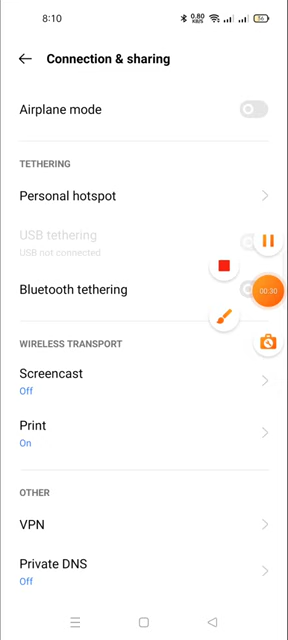 8:10
0.80
KB/S
56
Connection & sharing
Airplane mode
TETHERING
Personal hotspot
USB tethering
USB not connected
00:30
Bluetooth tethering
WIRELESS TRANSPORT
Screencast
Off
Print
On
OTHER
VPN
Private DNS
Off